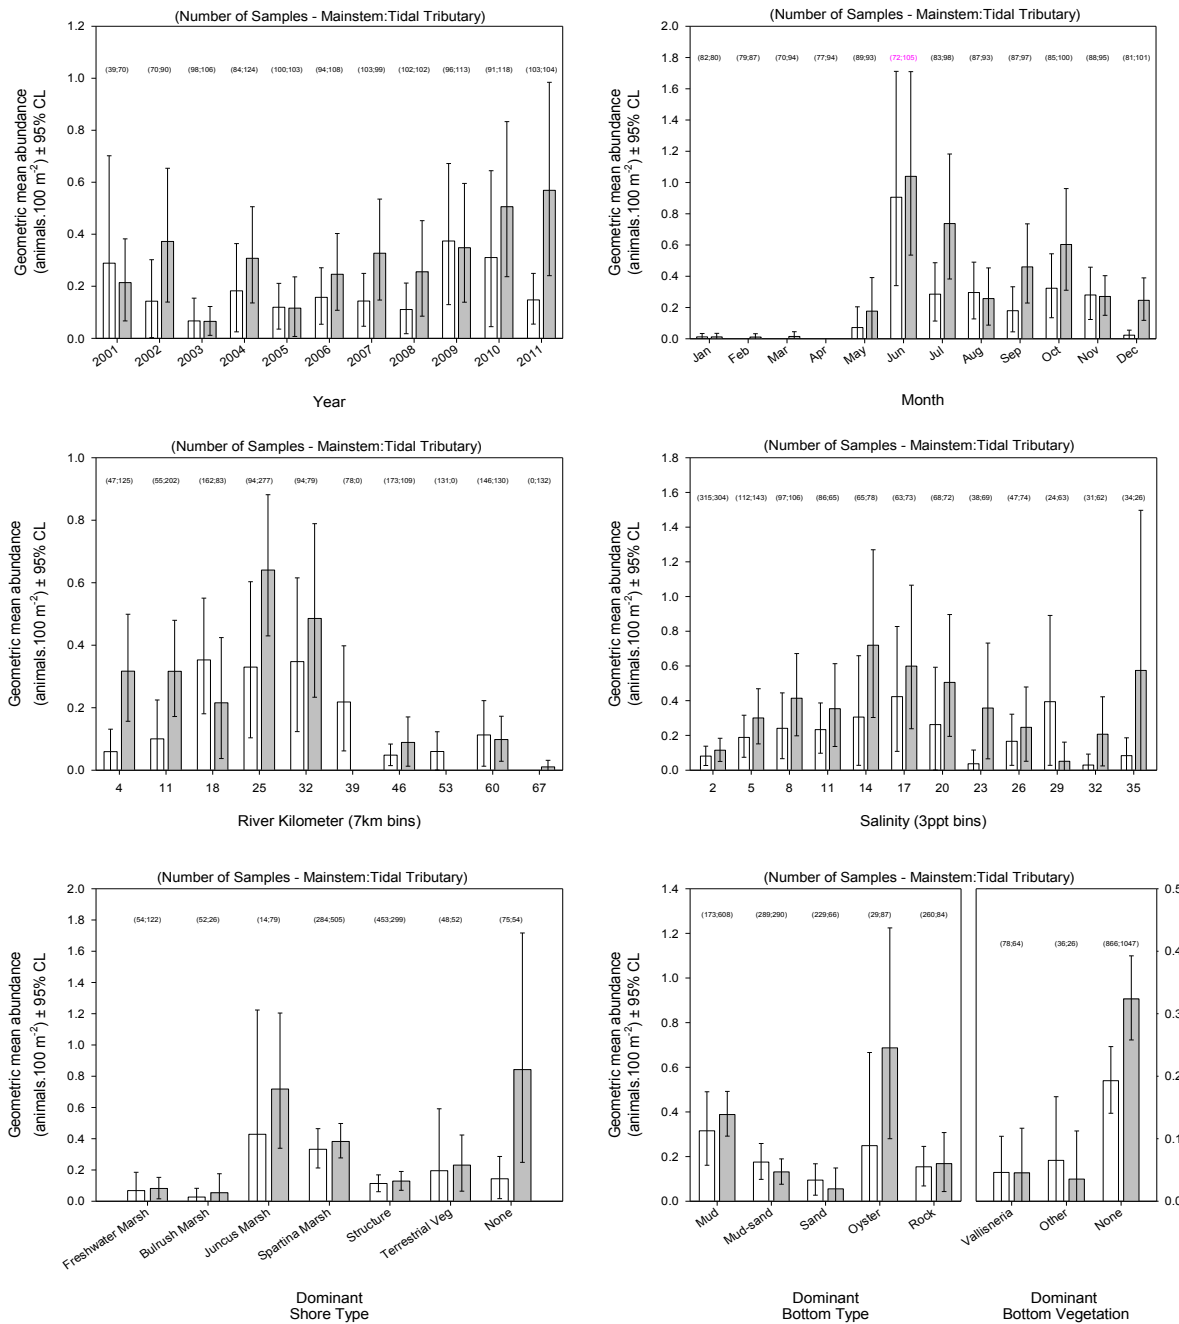 (Number of Samples - Mainstem:Tidal Tributary)
1.2
1.0
0.8
0.6
0.4
0.2
0.0
(39;70) (70;90) (98;106) (84;124) (100;103) (94;108) (103;99) (102;102) (96;113) (91;118) (103;104)
Geometric mean abundance
(animals.100 m-2) ± 95% CL
2001 2002 2003 2004 2005 2006 2007 2008 2009 2010 2011
Year
(Number of Samples - Mainstem:Tidal Tributary)
2.0
1.8
1.6
1.4
1.2
1.0
0.8
0.6
0.4
0.2
0.0
(82;80) (79;87) (70;94) (77;94) (89;93) (72;105) (83;98) (87;93) (87;97) (85;100) (88;95) (81;101)
Geometric mean abundance
(animals.100 m-2) ± 95% CL
Jan Feb Mar Apr May Jun Jul Aug Sep Oct Nov Dec
Month
(Number of Samples - Mainstem:Tidal Tributary)
1.0
0.8
0.6
0.4
0.2
0.0
(47;125) (55;202) (162;83) (94;277) (94;79) (78;0) (173;109) (131;0) (146;130) (0;132)
Geometric mean abundance
(animals.100 m-2) ± 95% CL
4 11 18 25 32 39 46 53 60 67
River Kilometer (7km bins)
(Number of Samples - Mainstem:Tidal Tributary)
1.8
1.6
1.4
1.2
1.0
0.8
0.6
0.4
0.2
0.0
(315;304) (112;143) (97;106) (86;65) (65;78) (63;73) (68;72) (38;69) (47;74) (24;63) (31;62) (34;26)
Geometric mean abundance
(animals.100 m-2) ± 95% CL
2 5 8 11 14 17 20 23 26 29 32 35
Salinity (3ppt bins)
(Number of Samples - Mainstem:Tidal Tributary)
2.0
1.8
1.6
1.4
1.2
1.0
0.8
0.6
0.4
0.2
0.0
(54;122) (52;26) (14;79) (284;505) (453;299) (48;52) (75;54)
Geometric mean abundance
(animals.100 m-2) ± 95% CL
Freshwater Marsh Bulrush Marsh Juncus Marsh Spartina Marsh Structure Terrestrial Veg None
Dominant
Shore Type
(Number of Samples - Mainstem:Tidal Tributary)
1.4
1.2
1.0
0.8
0.6
0.4
0.2
0.0
(173;608) (289;290) (229;66) (29;87) (260;84)
Geometric mean abundance
(animals.100 m-2) ± 95% CL
Mud Mud-sand Sand Oyster Rock
Dominant
Bottom Type
(78;64) (36;26) (866;1047)
Vallisneria Other None
Dominant
Bottom Vegetation